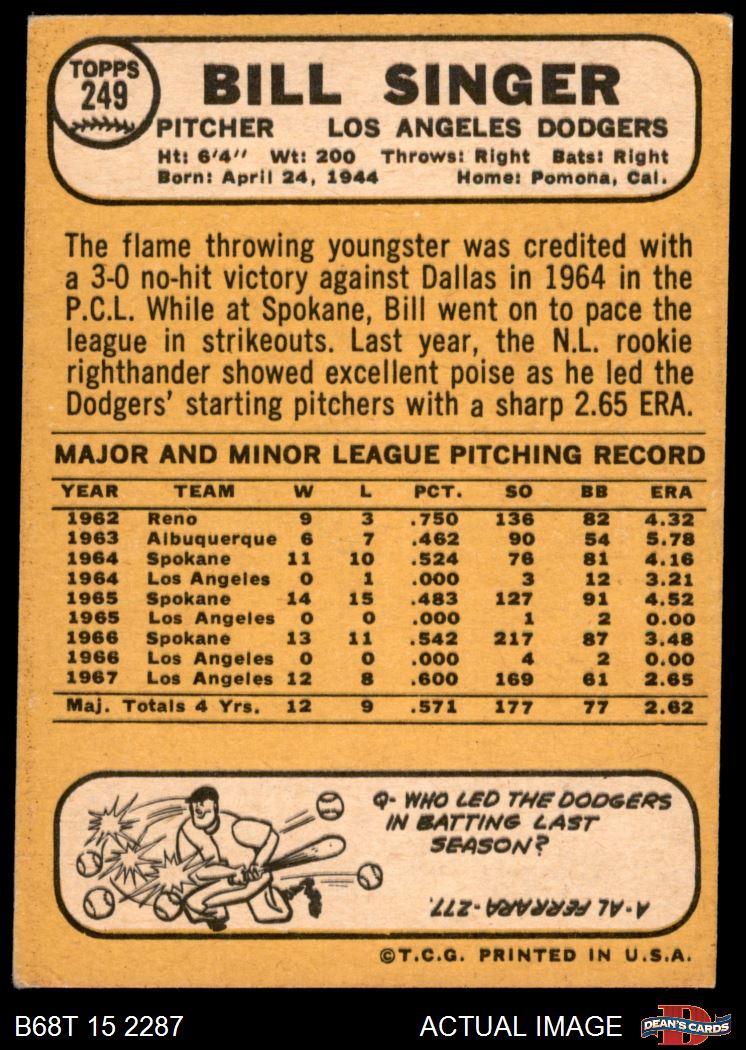 TOPPS
249
BILL SINGER
PITCHER LOS ANGELES DODGERS
Ht: 6'4" Wt: 200 Throws: Right Bats: Right
Born: April 24, 1944 Home: Pomona, Cal.
The flame throwing youngster was credited with
a 3-0 no-hit victory against Dallas in 1964 in the
P.C.L. While at Spokane, Bill went on to pace the
league in strikeouts. Last year, the N.L. rookie
righthander showed excellent poise as he led the
Dodgers' starting pitchers with a sharp 2.65 ERA.
MAJOR AND MINOR LEAGUE PITCHING RECORD
YEAR TEAM W L PCT. SO BB ERA
1962 Reno 9 3 .750 136 82 4.32
1963 Albuquerque 6 7 .462 90 54 5.78
1964 Spokane 11 10 .524 76 81 4.16
1964 Los Angeles 0 1 .000 3 12 3.21
1965 Spokane 14 15 .483 127 91 4.52
1965 Los Angeles 0 0 .000 1 2 0.00
1966 Spokane 13 11 .542 217 87 3.48
1966 Los Angeles 0 0 .000 4 2 0.00
1967 Los Angeles 12 8 .600 169 61 2.65
Maj. Totals 4 Yrs. 12 9 .571 177 77 2.62
Q- WHO LED THE DODGERS
IN BATTING LAST
SEASON?
A-AL FERRARA-277.
©T.C.G. PRINTED IN U.S.A.
B68T 15 2287 ACTUAL IMAGE DEAN'S CARDS